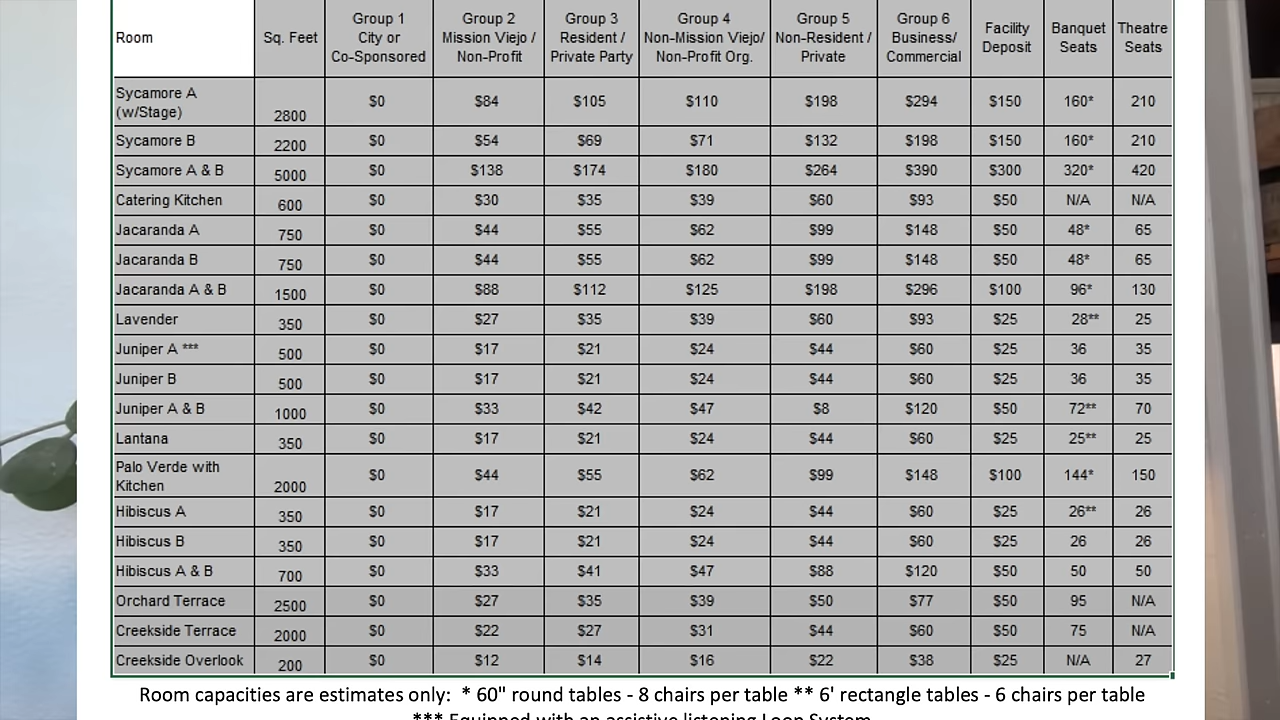 Room Sq. Feet Group 1 City or Co-Sponsored Group 2 Mission Viejo / Non-Profit Group 3 Resident / Private Party Group 4 Non-Mission Viejo/ Non-Profit Org. Group 5 Non-Resident / Private Group 6 Business/ Commercial Facility Deposit Banquet Seats Theatre Seats
Sycamore A (w/Stage) 2800 $0 $84 $105 $110 $198 $294 $150 160* 210
Sycamore B 2200 $0 $54 $69 $71 $132 $198 $150 160* 210
Sycamore A & B 5000 $0 $138 $174 $180 $264 $390 $300 320* 420
Catering Kitchen 600 $0 $30 $35 $39 $60 $93 $50 N/A N/A
Jacaranda A 750 $0 $44 $55 $62 $99 $148 $50 48* 65
Jacaranda B 750 $0 $44 $55 $62 $99 $148 $50 48* 65
Jacaranda A & B 1500 $0 $88 $112 $125 $198 $296 $100 96* 130
Lavender 350 $0 $27 $35 $39 $60 $93 $25 28** 25
Juniper A *** 500 $0 $17 $21 $24 $44 $60 $25 36 35
Juniper B 500 $0 $17 $21 $24 $44 $60 $25 36 35
Juniper A & B 1000 $0 $33 $42 $47 $8 $120 $50 72** 70
Lantana 350 $0 $17 $21 $24 $44 $60 $25 25** 25
Palo Verde with Kitchen 2000 $0 $44 $55 $62 $99 $148 $100 144* 150
Hibiscus A 350 $0 $17 $21 $24 $44 $60 $25 26** 26
Hibiscus B 350 $0 $17 $21 $24 $44 $60 $25 26 26
Hibiscus A & B 700 $0 $33 $41 $47 $88 $120 $50 50 50
Orchard Terrace 2500 $0 $27 $35 $39 $50 $77 $50 95 N/A
Creekside Terrace 2000 $0 $22 $27 $31 $44 $60 $50 75 N/A
Creekside Overlook 200 $0 $12 $14 $16 $22 $38 $25 N/A 27
Room capacities are estimates only: * 60" round tables - 8 chairs per table ** 6' rectangle tables - 6 chairs per table
*** Equipped with an assistive listening Loop System